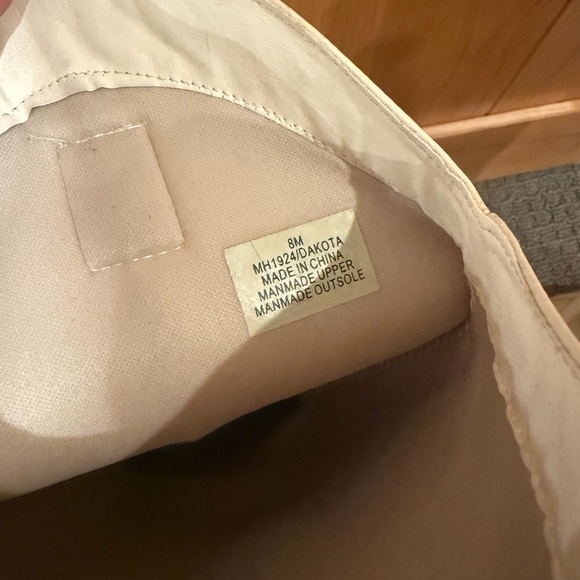 8M
MH1924/DAKOTA
MADE IN CHINA
MANMADE UPPER
MANMADE OUTSOLE